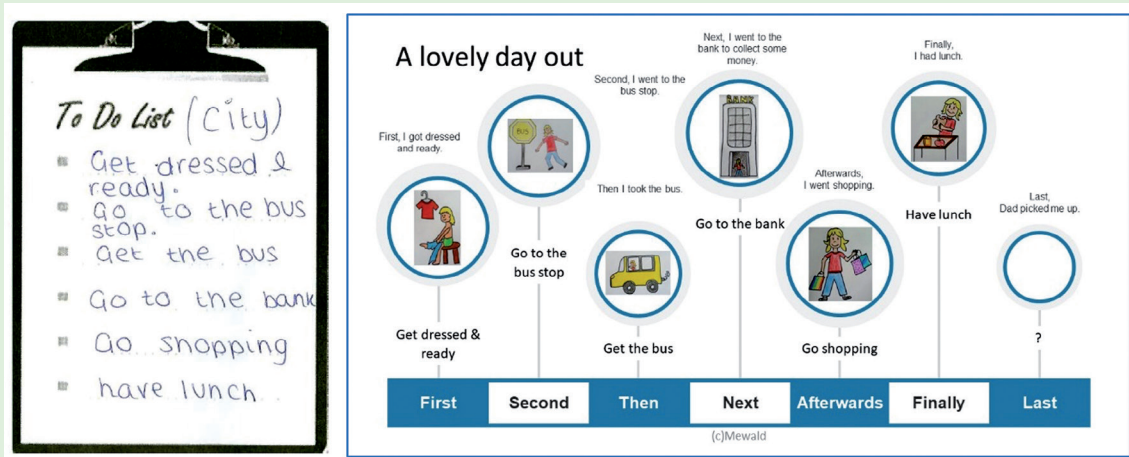 To Do List (City)
Get dressed &
ready.
Go to the bus
stop.
Get the bus
Go to the bank
Go shopping
have lunch
A lovely day out
First, I got dressed
and ready.
Get dressed &
ready
Second, I went to the
bus stop.
BUS
Go to the
bus stop
Then I took the bus.
Get the bus
Next, I went to the
bank to collect some
money.
BANK
Go to the bank
Afterwards,
I went shopping.
Go shopping
Finally,
I had lunch.
Have lunch
Last,
Dad picked me up.
?
First Second Then Next Afterwards Finally Last
(c)Mewald